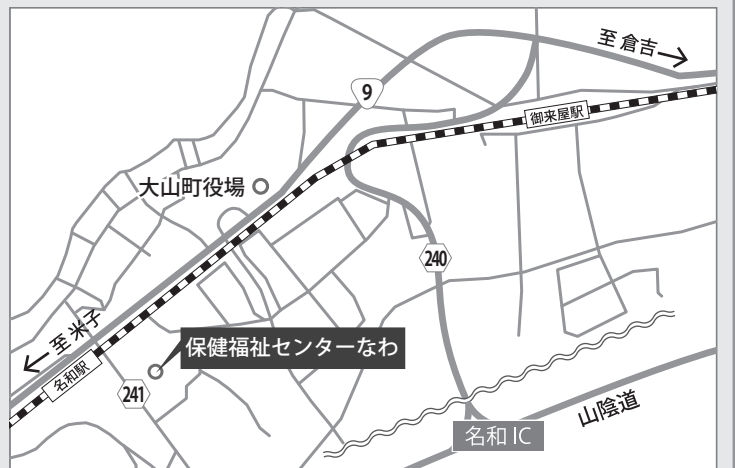 至 倉吉
9
御来屋駅
大山町役場
240
至 米子
保健福祉センターなわ
名和駅
241
山陰道
名和 IC